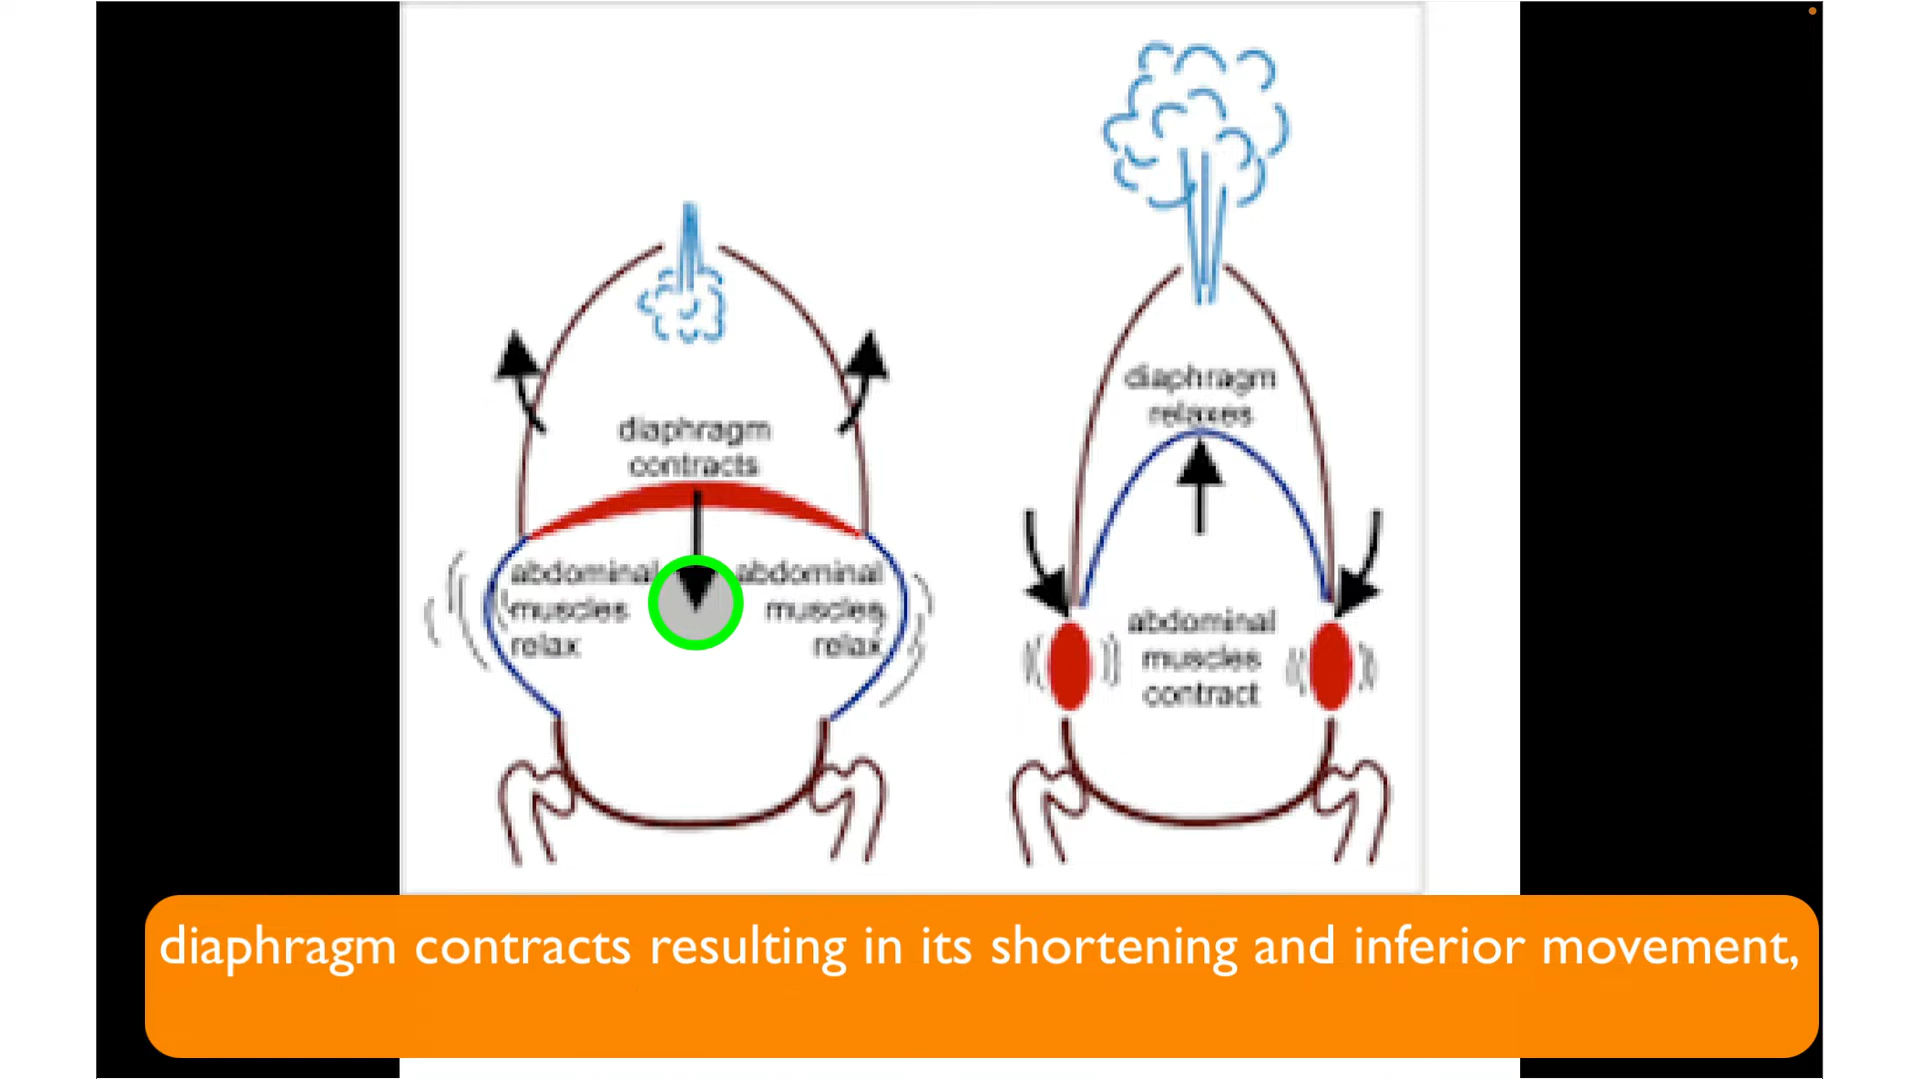 diaphragm
contracts
abdominal
muscles
relax
abdominal
muscles
relax
diaphragm
relaxes
abdominal
muscles
contract
diaphragm contracts resulting in its shortening and inferior movement,